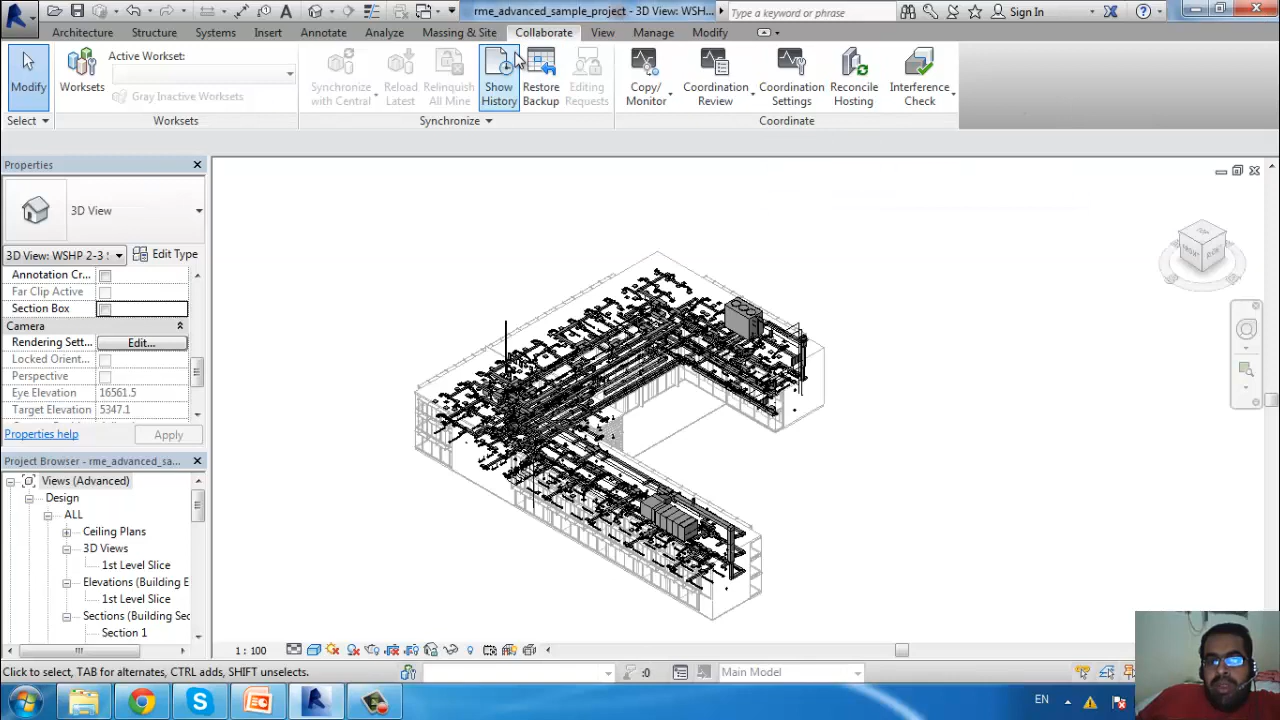 rme_advanced_sample_project - 3D View: WSH...
Type a keyword or phrase
Sign In
Architecture Structure Systems Insert Annotate Analyze Massing & Site Collaborate View Manage Modify
Modify
Worksets
Active Workset:
Gray Inactive Worksets
Synchronize with Central
Reload Latest
Relinquish All Mine
Show History
Restore Backup
Editing Requests
Copy/ Monitor
Coordination Review
Coordination Settings
Reconcile Hosting
Interference Check
Select Worksets Synchronize Coordinate
Properties
3D View
3D View: WSHP 2-3 Edit Type
Annotation Cr...
Far Clip Active
Section Box
Camera
Rendering Sett... Edit...
Locked Orient...
Perspective
Eye Elevation 16561.5
Target Elevation 5347.1
Properties help Apply
Project Browser - rme_advanced_sa...
Views (Advanced)
Design
ALL
Ceiling Plans
3D Views
1st Level Slice
Elevations (Building E
1st Level Slice
Sections (Building Sec
Section 1
TOP
1 : 100
Click to select, TAB for alternates, CTRL adds, SHIFT unselects.
:0
Main Model
EN